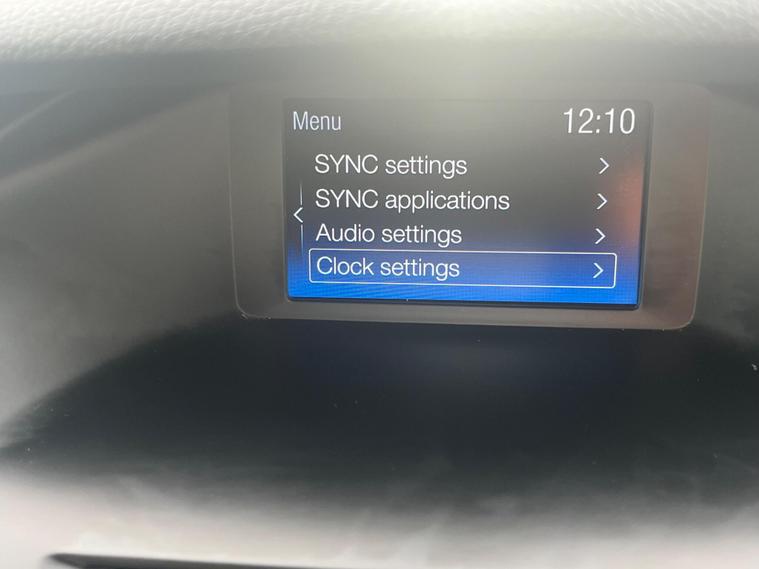 Menu 12:10
SYNC settings
SYNC applications
Audio settings
Clock settings